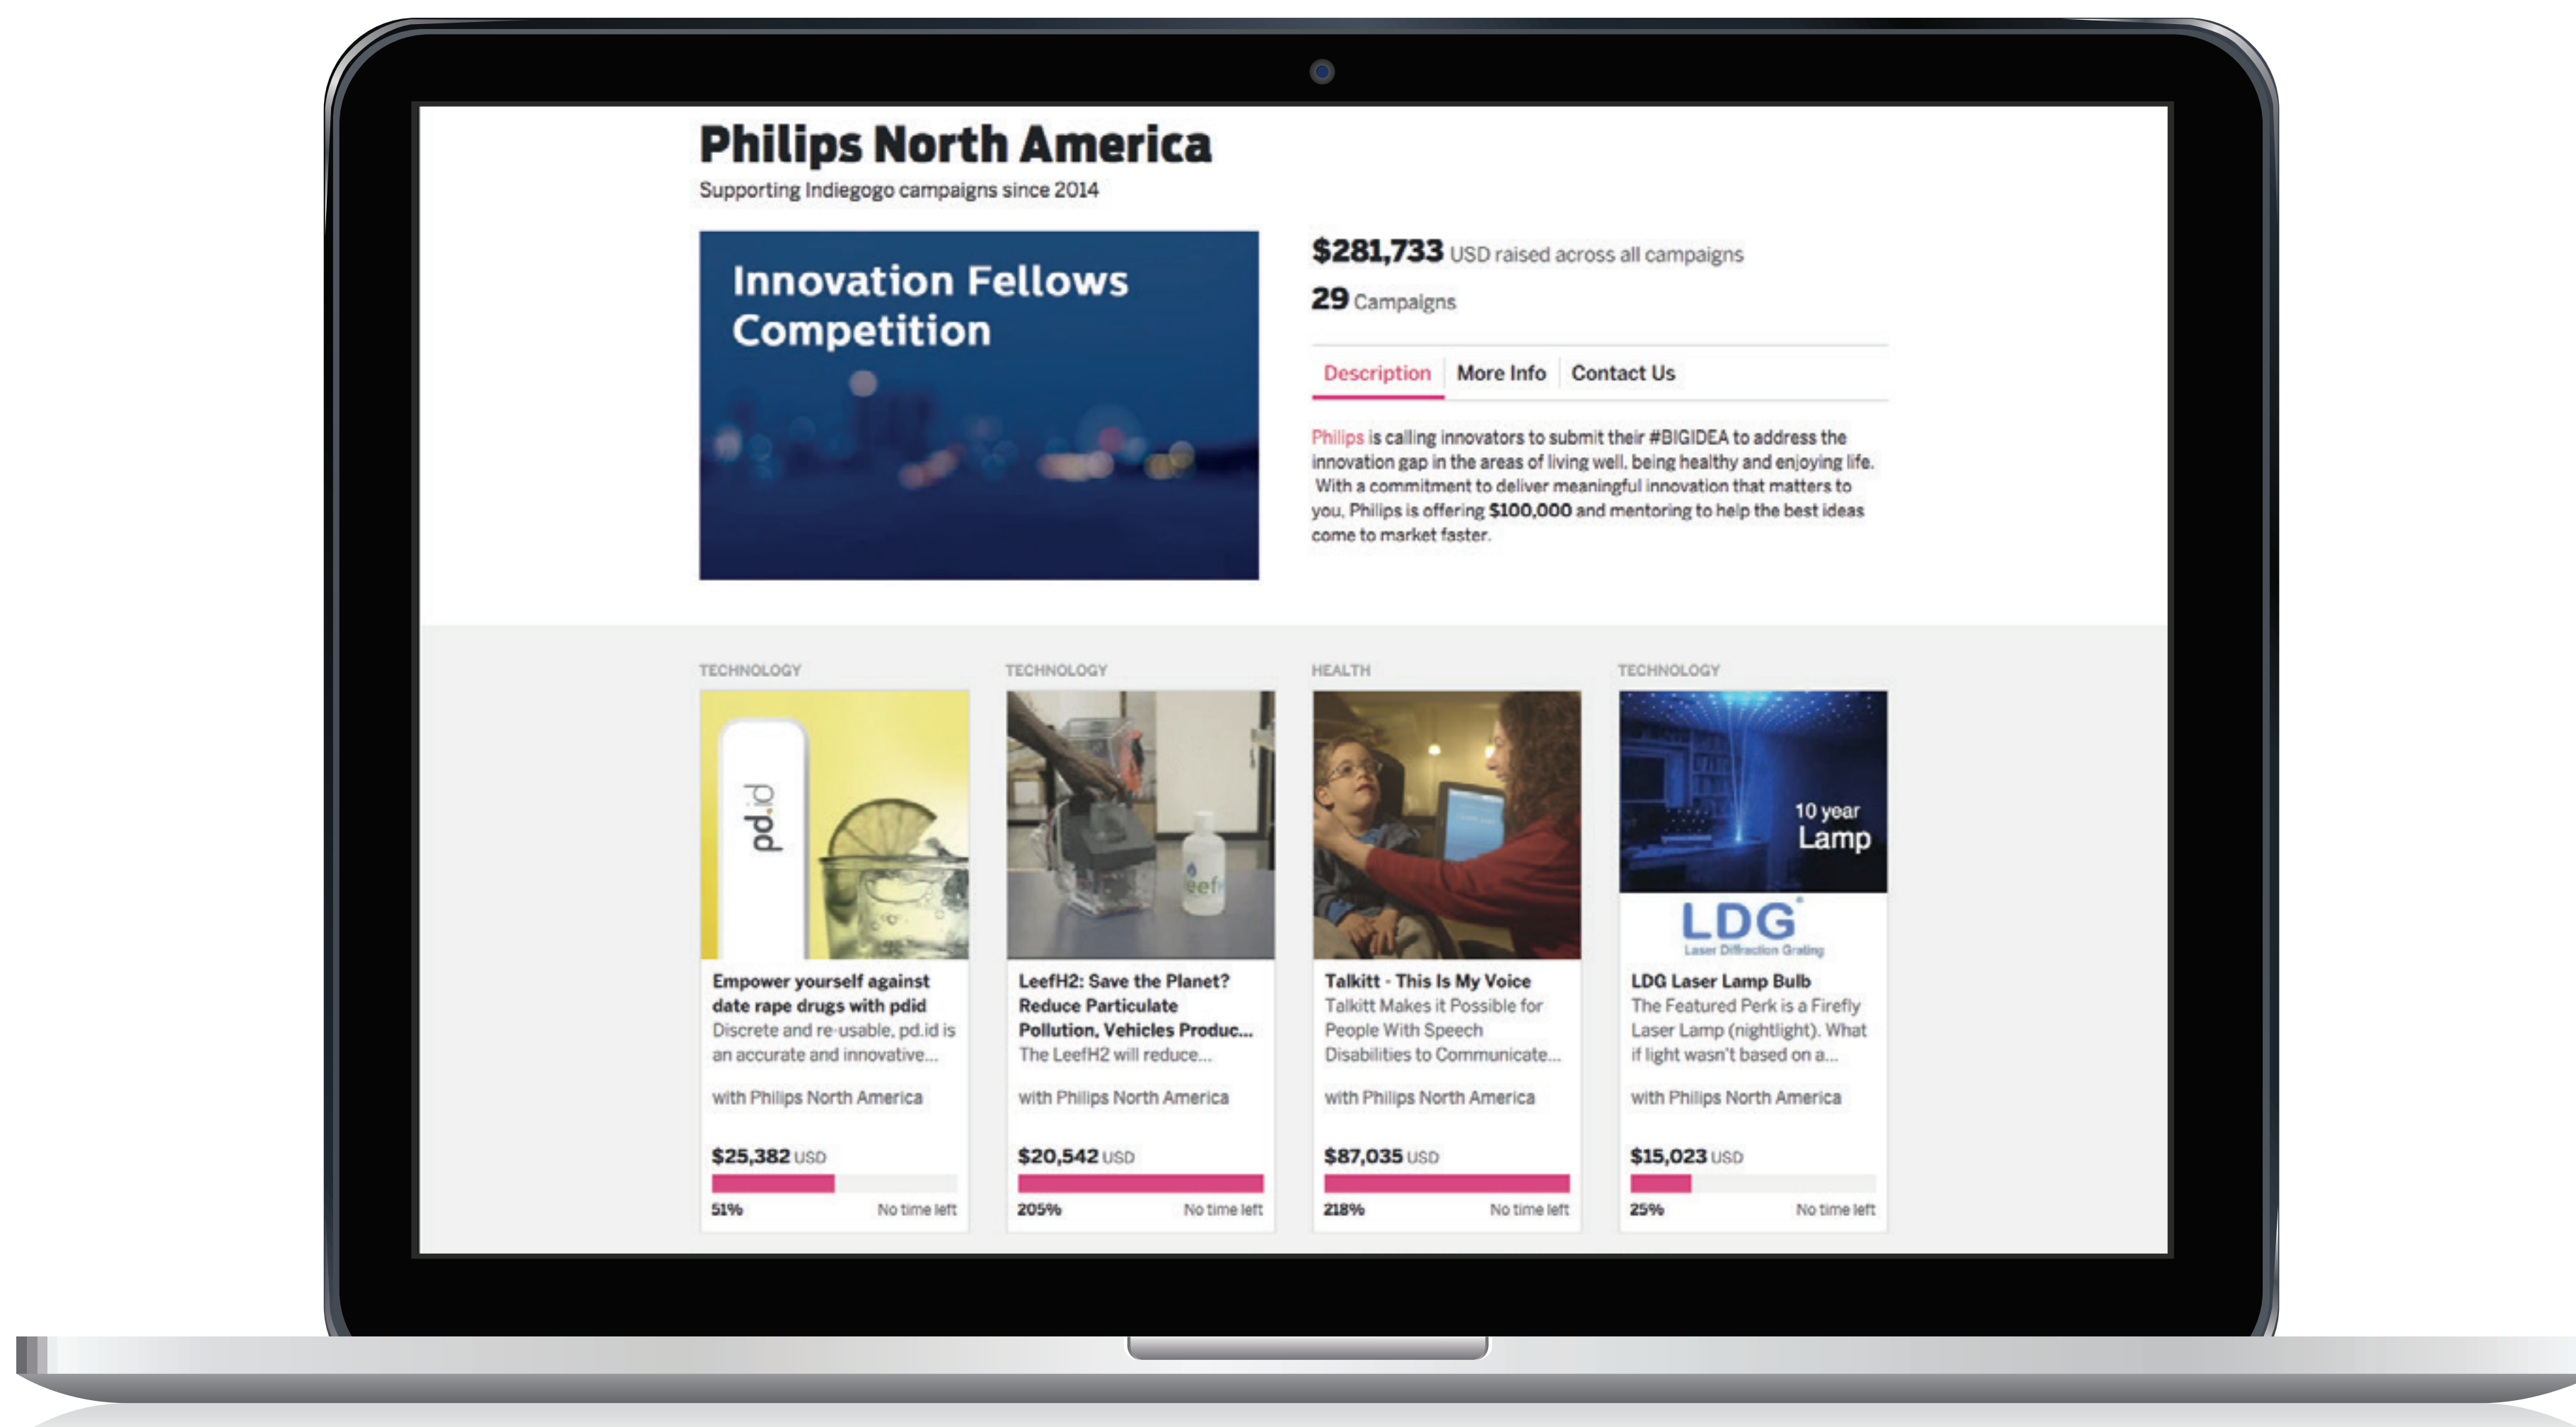 Philips North America
Supporting Indiegogo campaigns since 2014
Innovation Fellows
Competition
$281,733 USD raised across all campaigns
29 Campaigns
Description
More Info
Contact Us
Philips is calling innovators to submit their #BIGIDEA to address the
innovation gap in the areas of living well, being healthy and enjoying life.
With a commitment to deliver meaningful innovation that matters to
you, Philips is offering $100,000 and mentoring to help the best ideas
come to market faster.
TECHNOLOGY
pd.id
Empower yourself against
date rape drugs with pdid
Discrete and re-usable, pd.id is
an accurate and innovative...
with Philips North America
$25,382 USD
51%
No time left
TECHNOLOGY
LeefH2: Save the Planet?
Reduce Particulate
Pollution, Vehicles Produc...
The LeefH2 will reduce...
with Philips North America
$20,542 USD
205%
No time left
HEALTH
Talkitt - This Is My Voice
Talkitt Makes it Possible for
People With Speech
Disabilities to Communicate...
with Philips North America
$87,035 USD
218%
No time left
TECHNOLOGY
10 year
Lamp
LDG
Laser Diffraction Grating
LDG Laser Lamp Bulb
The Featured Perk is a Firefly
Laser Lamp (nightlight). What
if light wasn't based on a...
with Philips North America
$15,023 USD
25%
No time left